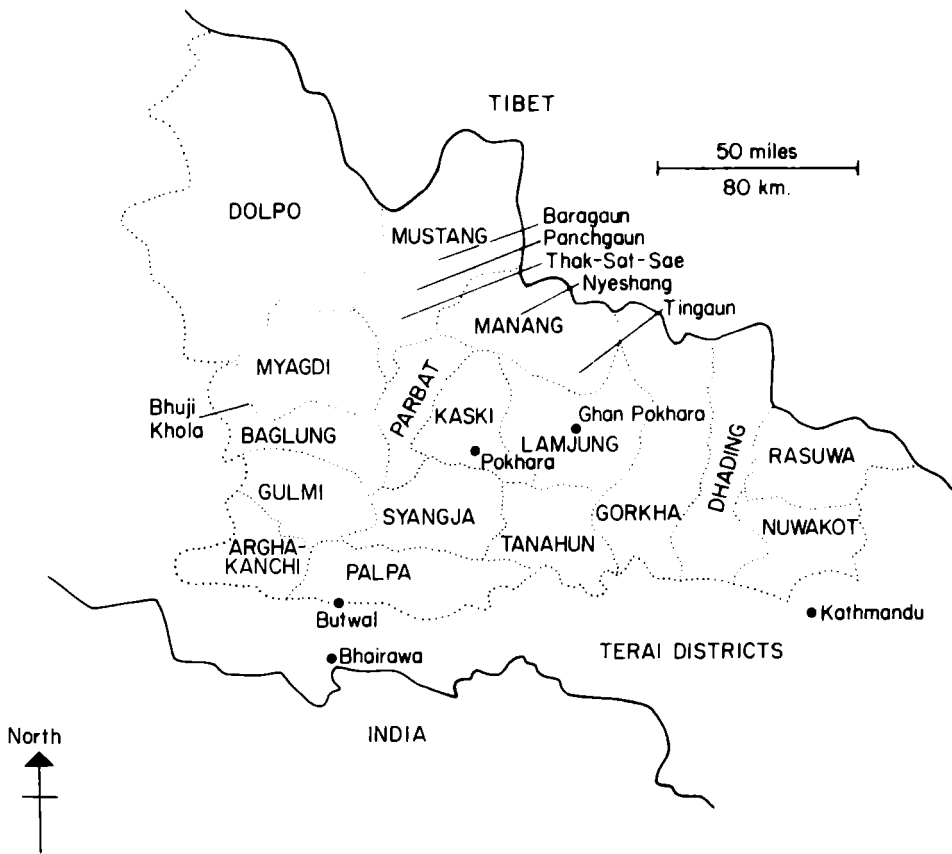 TIBET
50 miles
80 km.
DOLPO
MUSTANG
Baragaun
Panchgaun
Thak-Sat-Sae
Nyeshang
Tingaun
MANANG
MYAGDI
PARBAT
Bhuji
Khola
KASKI
Ghan Pokhara
BAGLUNG
LAMJUNG
Pokhara
DHADING
RASUWA
GULMI
SYANGJA
GORKHA
NUWAKOT
TANAHUN
ARGHA-
KANCHI
PALPA
Butwal
Kathmandu
Bhairawa
TERAI DISTRICTS
INDIA
North